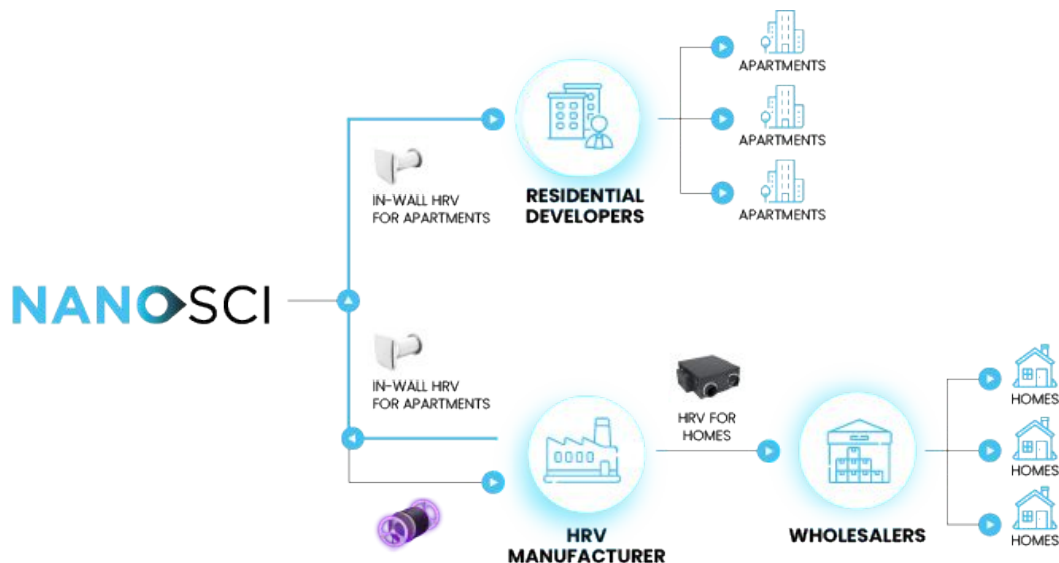 APARTMENTS
APARTMENTS
APARTMENTS
IN-WALL HRV
FOR APARTMENTS
RESIDENTIAL
DEVELOPERS
NANOSCI
IN-WALL HRV
FOR APARTMENTS
HRV FOR
HOMES
HOMES
HOMES
HOMES
HRV
MANUFACTURER
WHOLESALERS